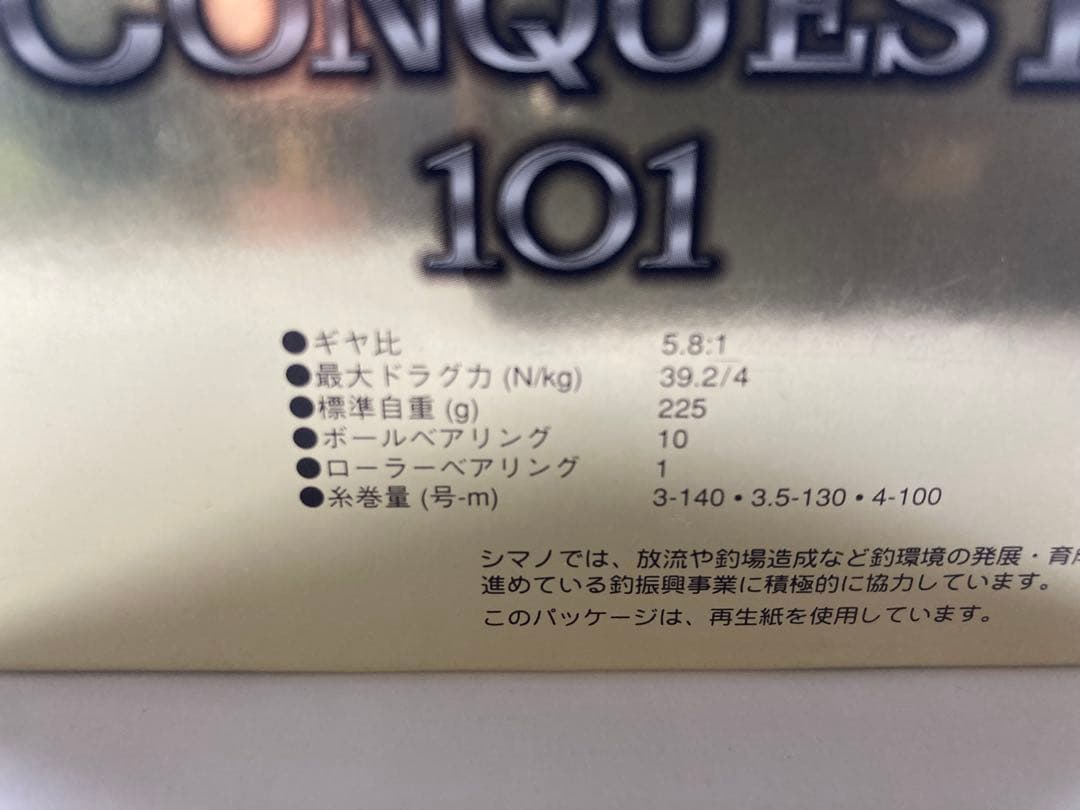 CONQUEST
101
●ギヤ比 5.8:1
●最大ドラグ力 (N/kg) 39.2/4
●標準自重 (g) 225
●ボールベアリング 10
●ローラーベアリング 1
●糸巻量 (号-m) 3-140・3.5-130・4-100
シマノでは、放流や釣場造成など釣環境の発展・育成
進めている釣振興事業に積極的に協力しています。
このパッケージは、再生紙を使用しています。